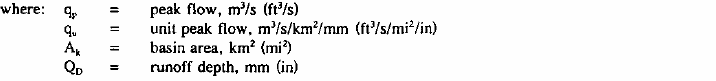 where: qₚ = peak flow, m³/s (ft³/s)
qᵤ = unit peak flow, m³/s/km²/mm (ft³/s/mi²/in)
Aₖ = basin area, km² (mi²)
Q_D = runoff depth, mm (in)